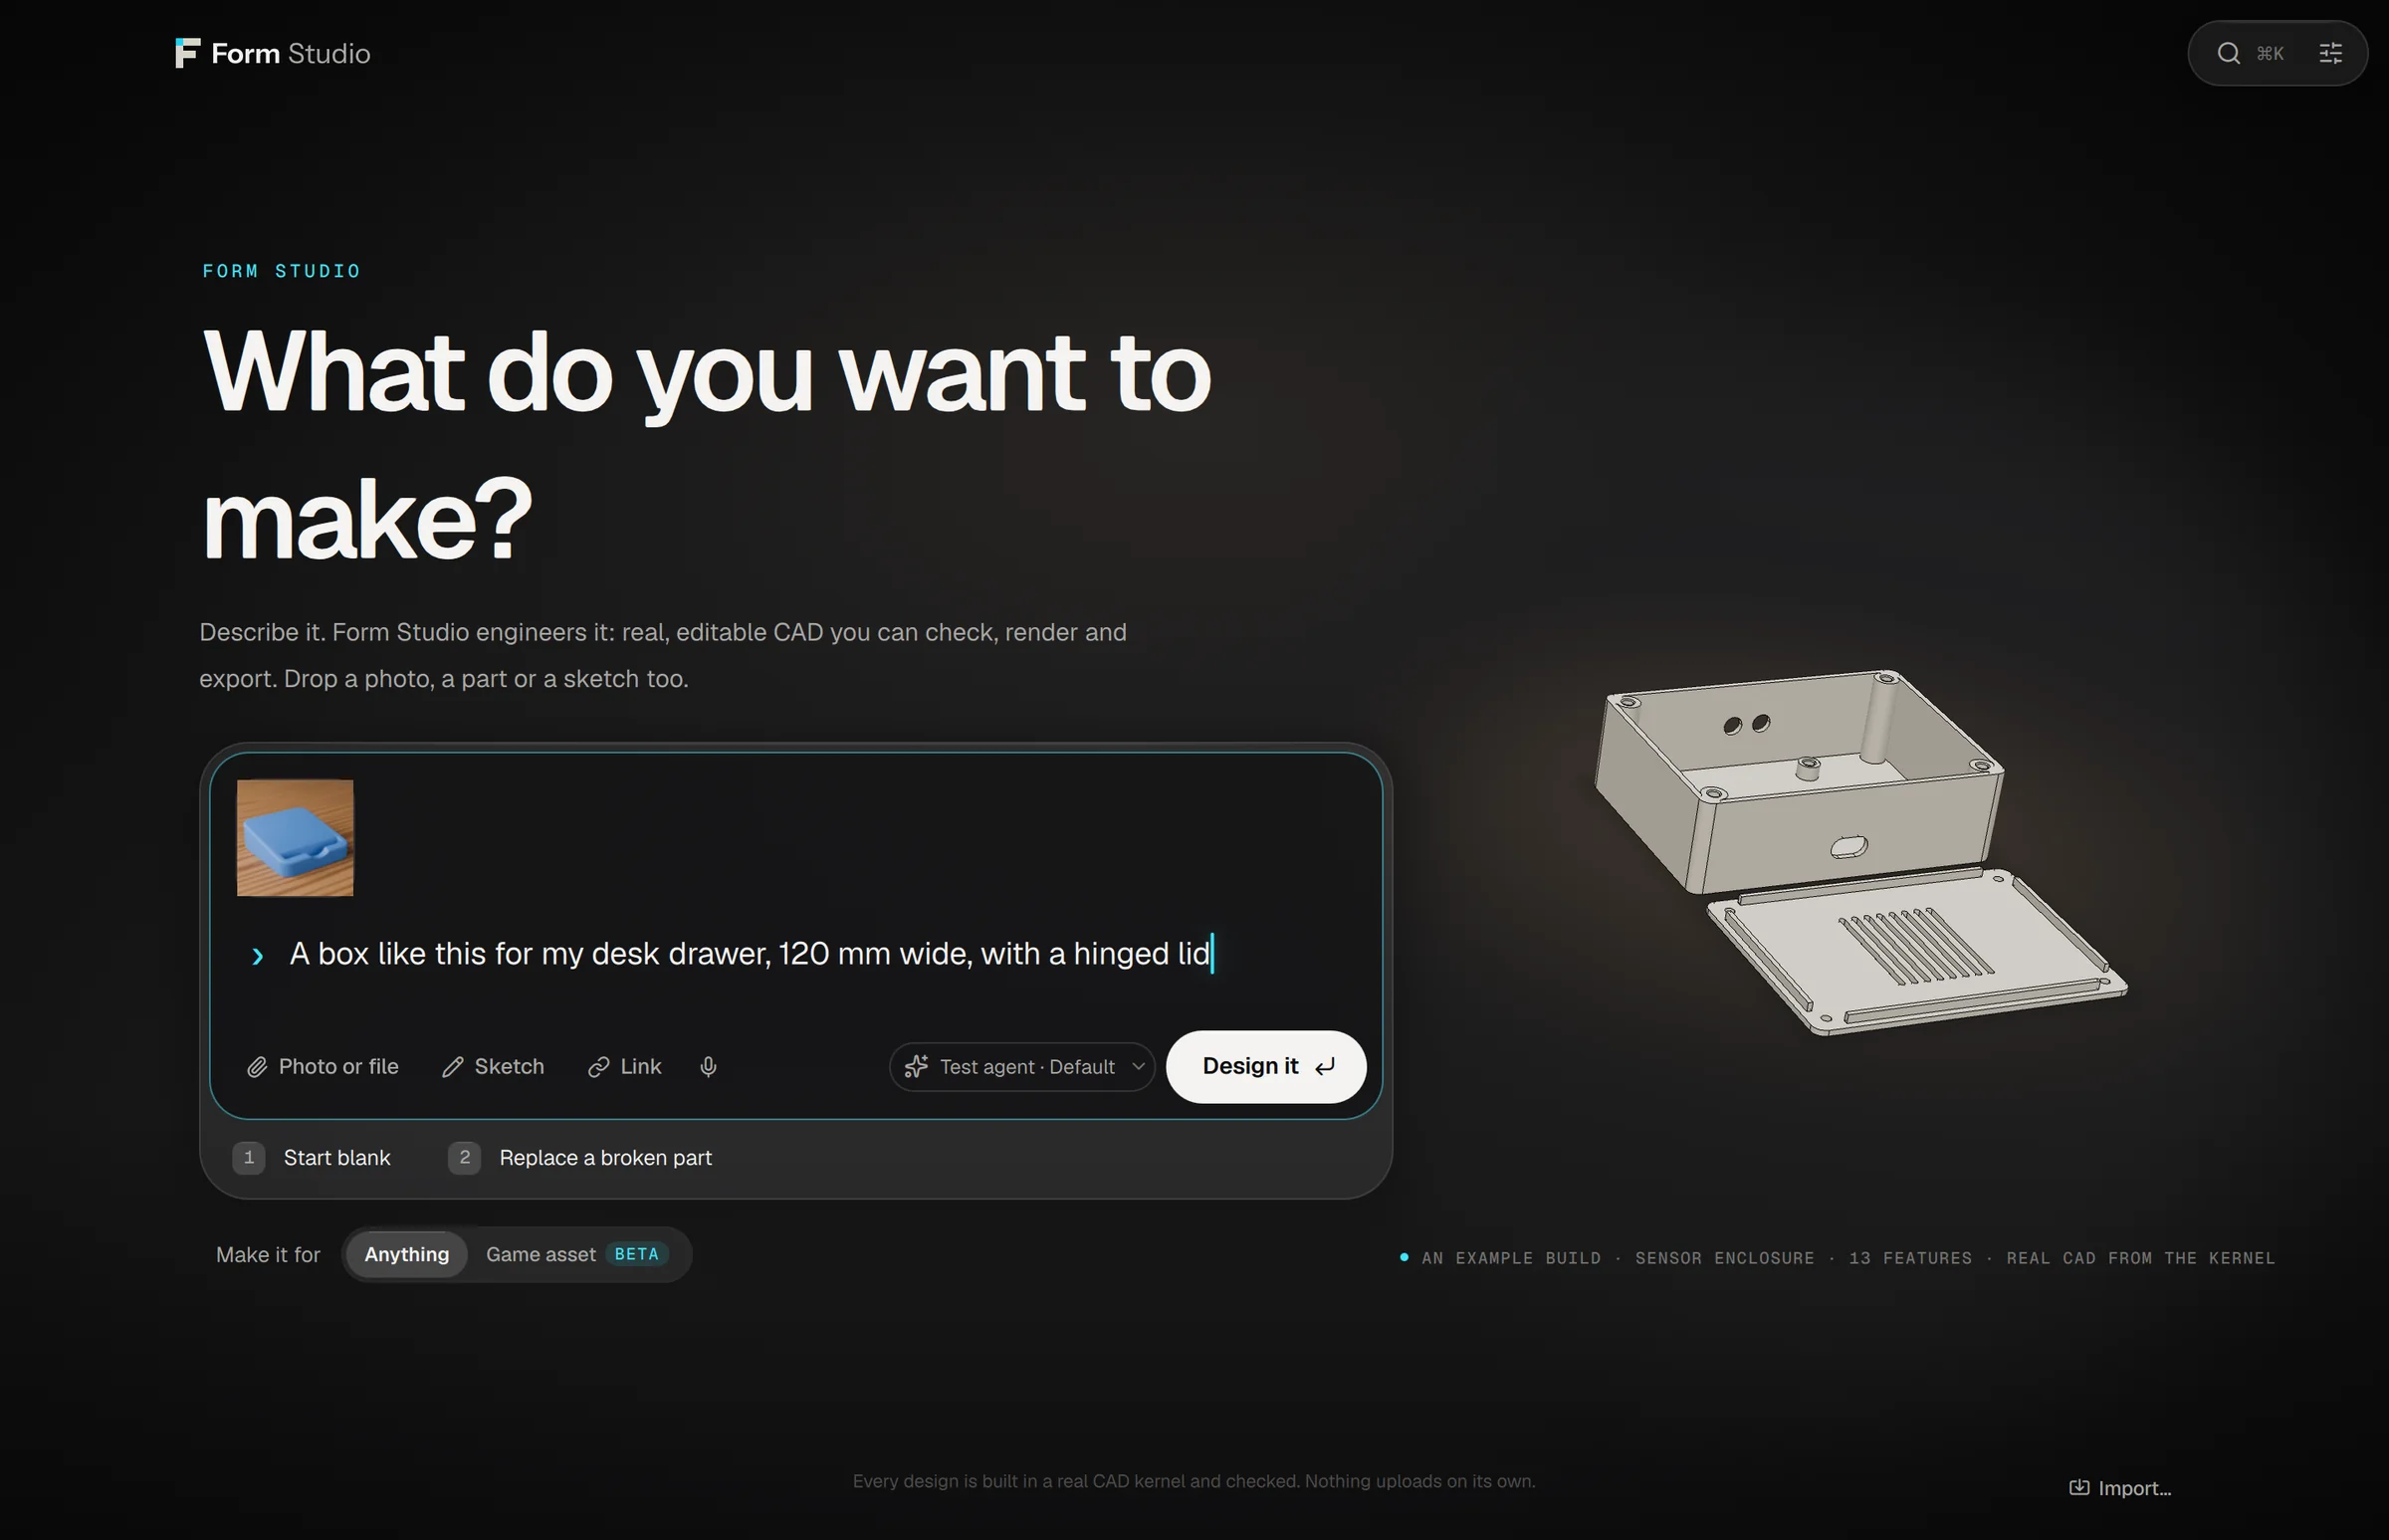 Form Studio
⌘K
FORM STUDIO
What do you want to
make?
Describe it. Form Studio engineers it: real, editable CAD you can check, render and
export. Drop a photo, a part or a sketch too.
› A box like this for my desk drawer, 120 mm wide, with a hinged lid
Photo or file Sketch Link Test agent · Default Design it
1 Start blank 2 Replace a broken part
Make it for Anything Game asset BETA
AN EXAMPLE BUILD · SENSOR ENCLOSURE · 13 FEATURES · REAL CAD FROM THE KERNEL
Every design is built in a real CAD kernel and checked. Nothing uploads on its own.
Import...